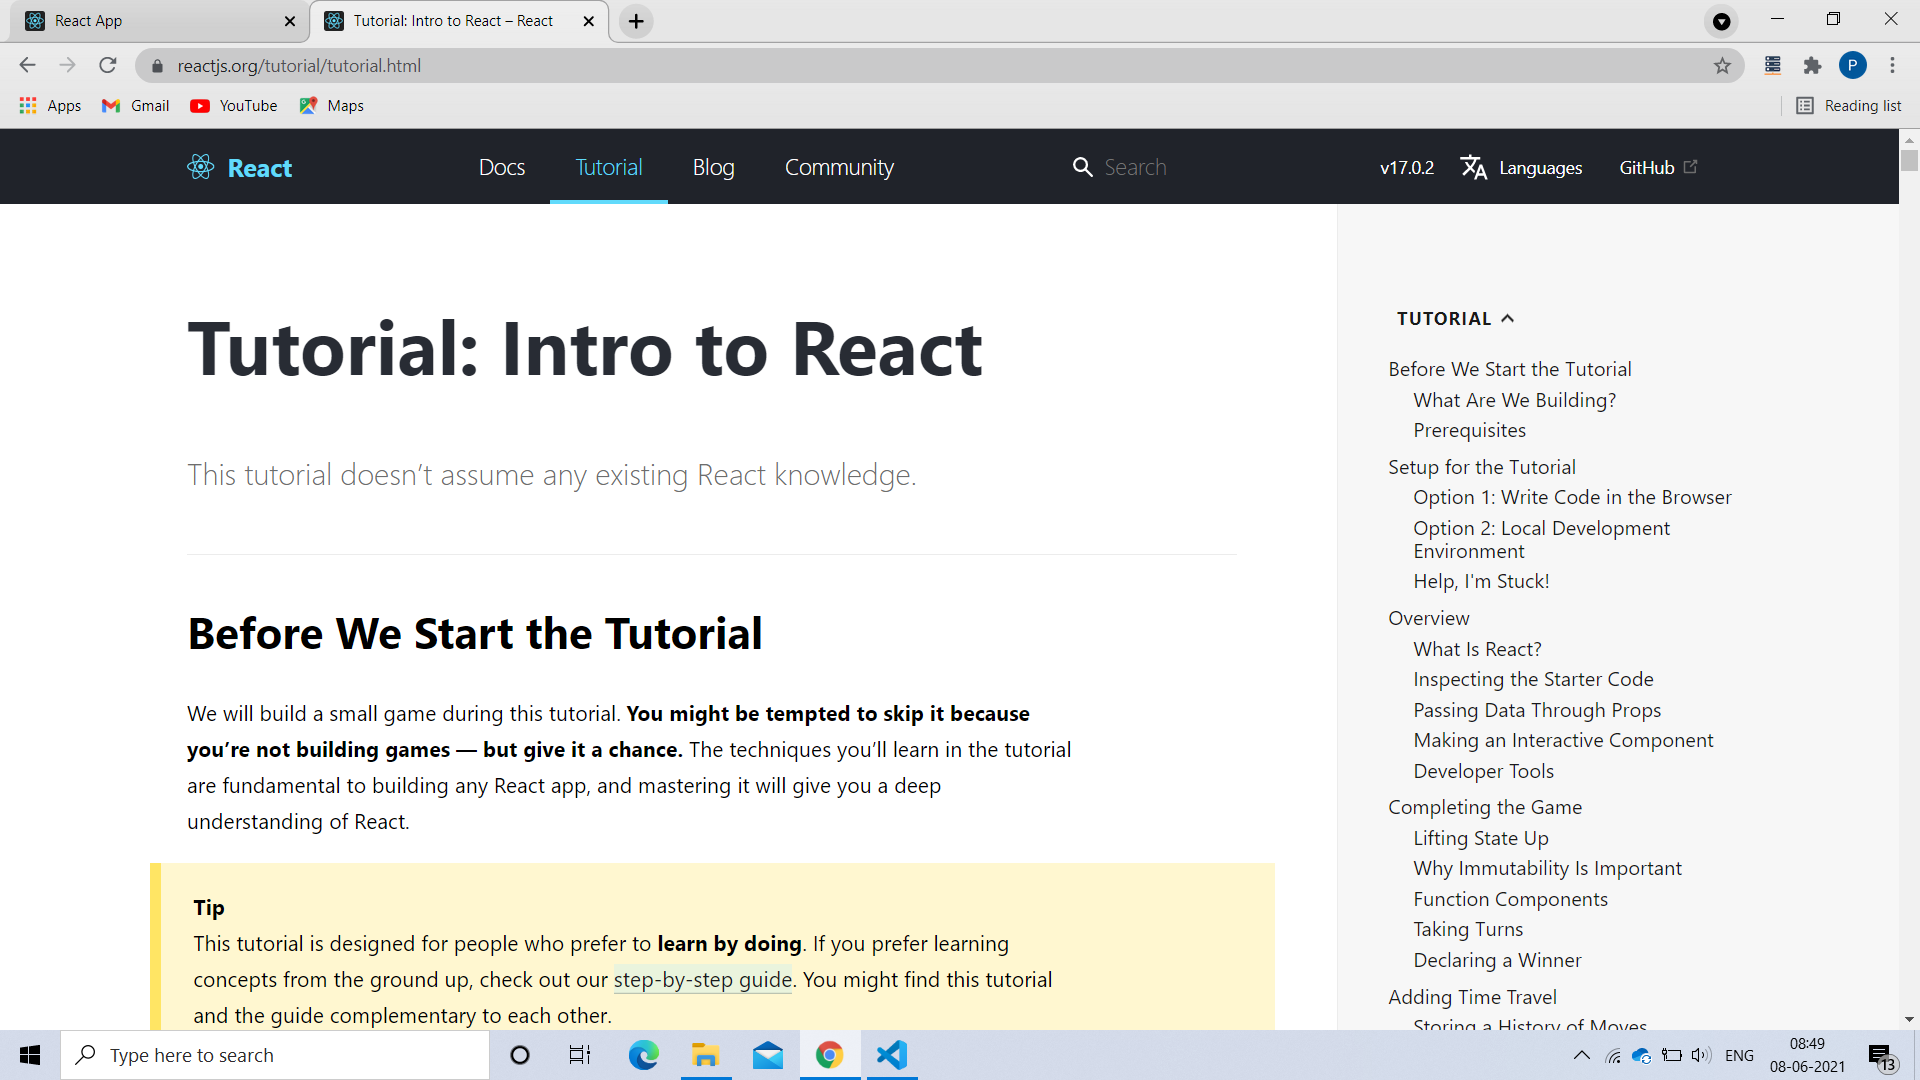 React App
Tutorial: Intro to React – React
reactjs.org/tutorial/tutorial.html
P
Apps
Gmail
YouTube
Maps
Reading list
React
Docs
Tutorial
Blog
Community
Search
v17.0.2
Languages
GitHub
Tutorial: Intro to React
This tutorial doesn’t assume any existing React knowledge.
Before We Start the Tutorial
We will build a small game during this tutorial. You might be tempted to skip it because
you’re not building games — but give it a chance. The techniques you’ll learn in the tutorial
are fundamental to building any React app, and mastering it will give you a deep
understanding of React.
Tip
This tutorial is designed for people who prefer to learn by doing. If you prefer learning
concepts from the ground up, check out our step-by-step guide. You might find this tutorial
and the guide complementary to each other.
TUTORIAL
Before We Start the Tutorial
What Are We Building?
Prerequisites
Setup for the Tutorial
Option 1: Write Code in the Browser
Option 2: Local Development
Environment
Help, I'm Stuck!
Overview
What Is React?
Inspecting the Starter Code
Passing Data Through Props
Making an Interactive Component
Developer Tools
Completing the Game
Lifting State Up
Why Immutability Is Important
Function Components
Taking Turns
Declaring a Winner
Adding Time Travel
Storing a History of Moves
Type here to search
ENG
08:49
08-06-2021
13